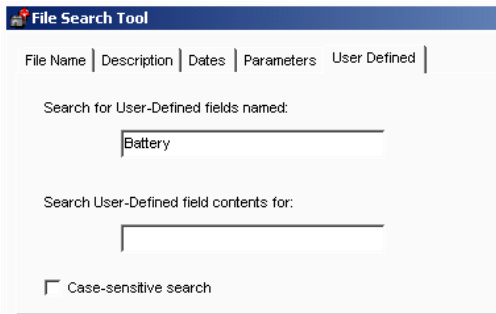 File Search Tool
File Name Description Dates Parameters User Defined
Search for User-Defined fields named:
Battery
Search User-Defined field contents for:
Case-sensitive search